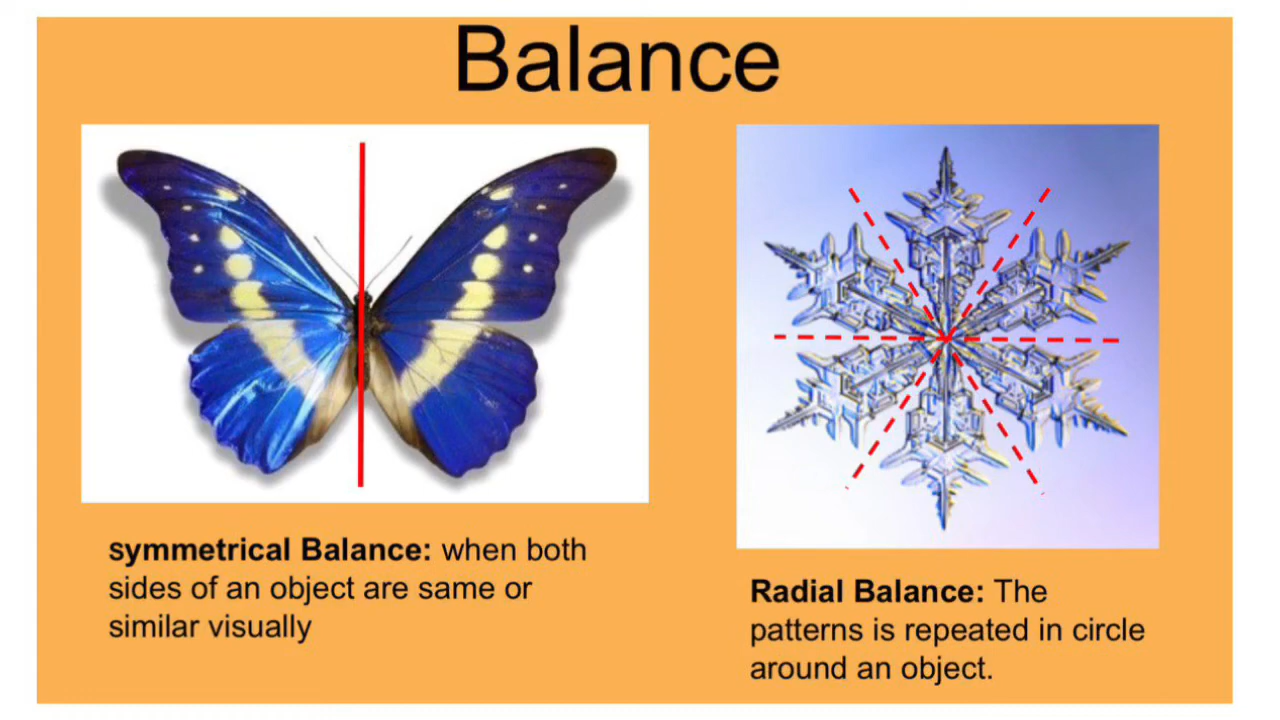 Balance
symmetrical Balance: when both
sides of an object are same or
similar visually
Radial Balance: The
patterns is repeated in circle
around an object.